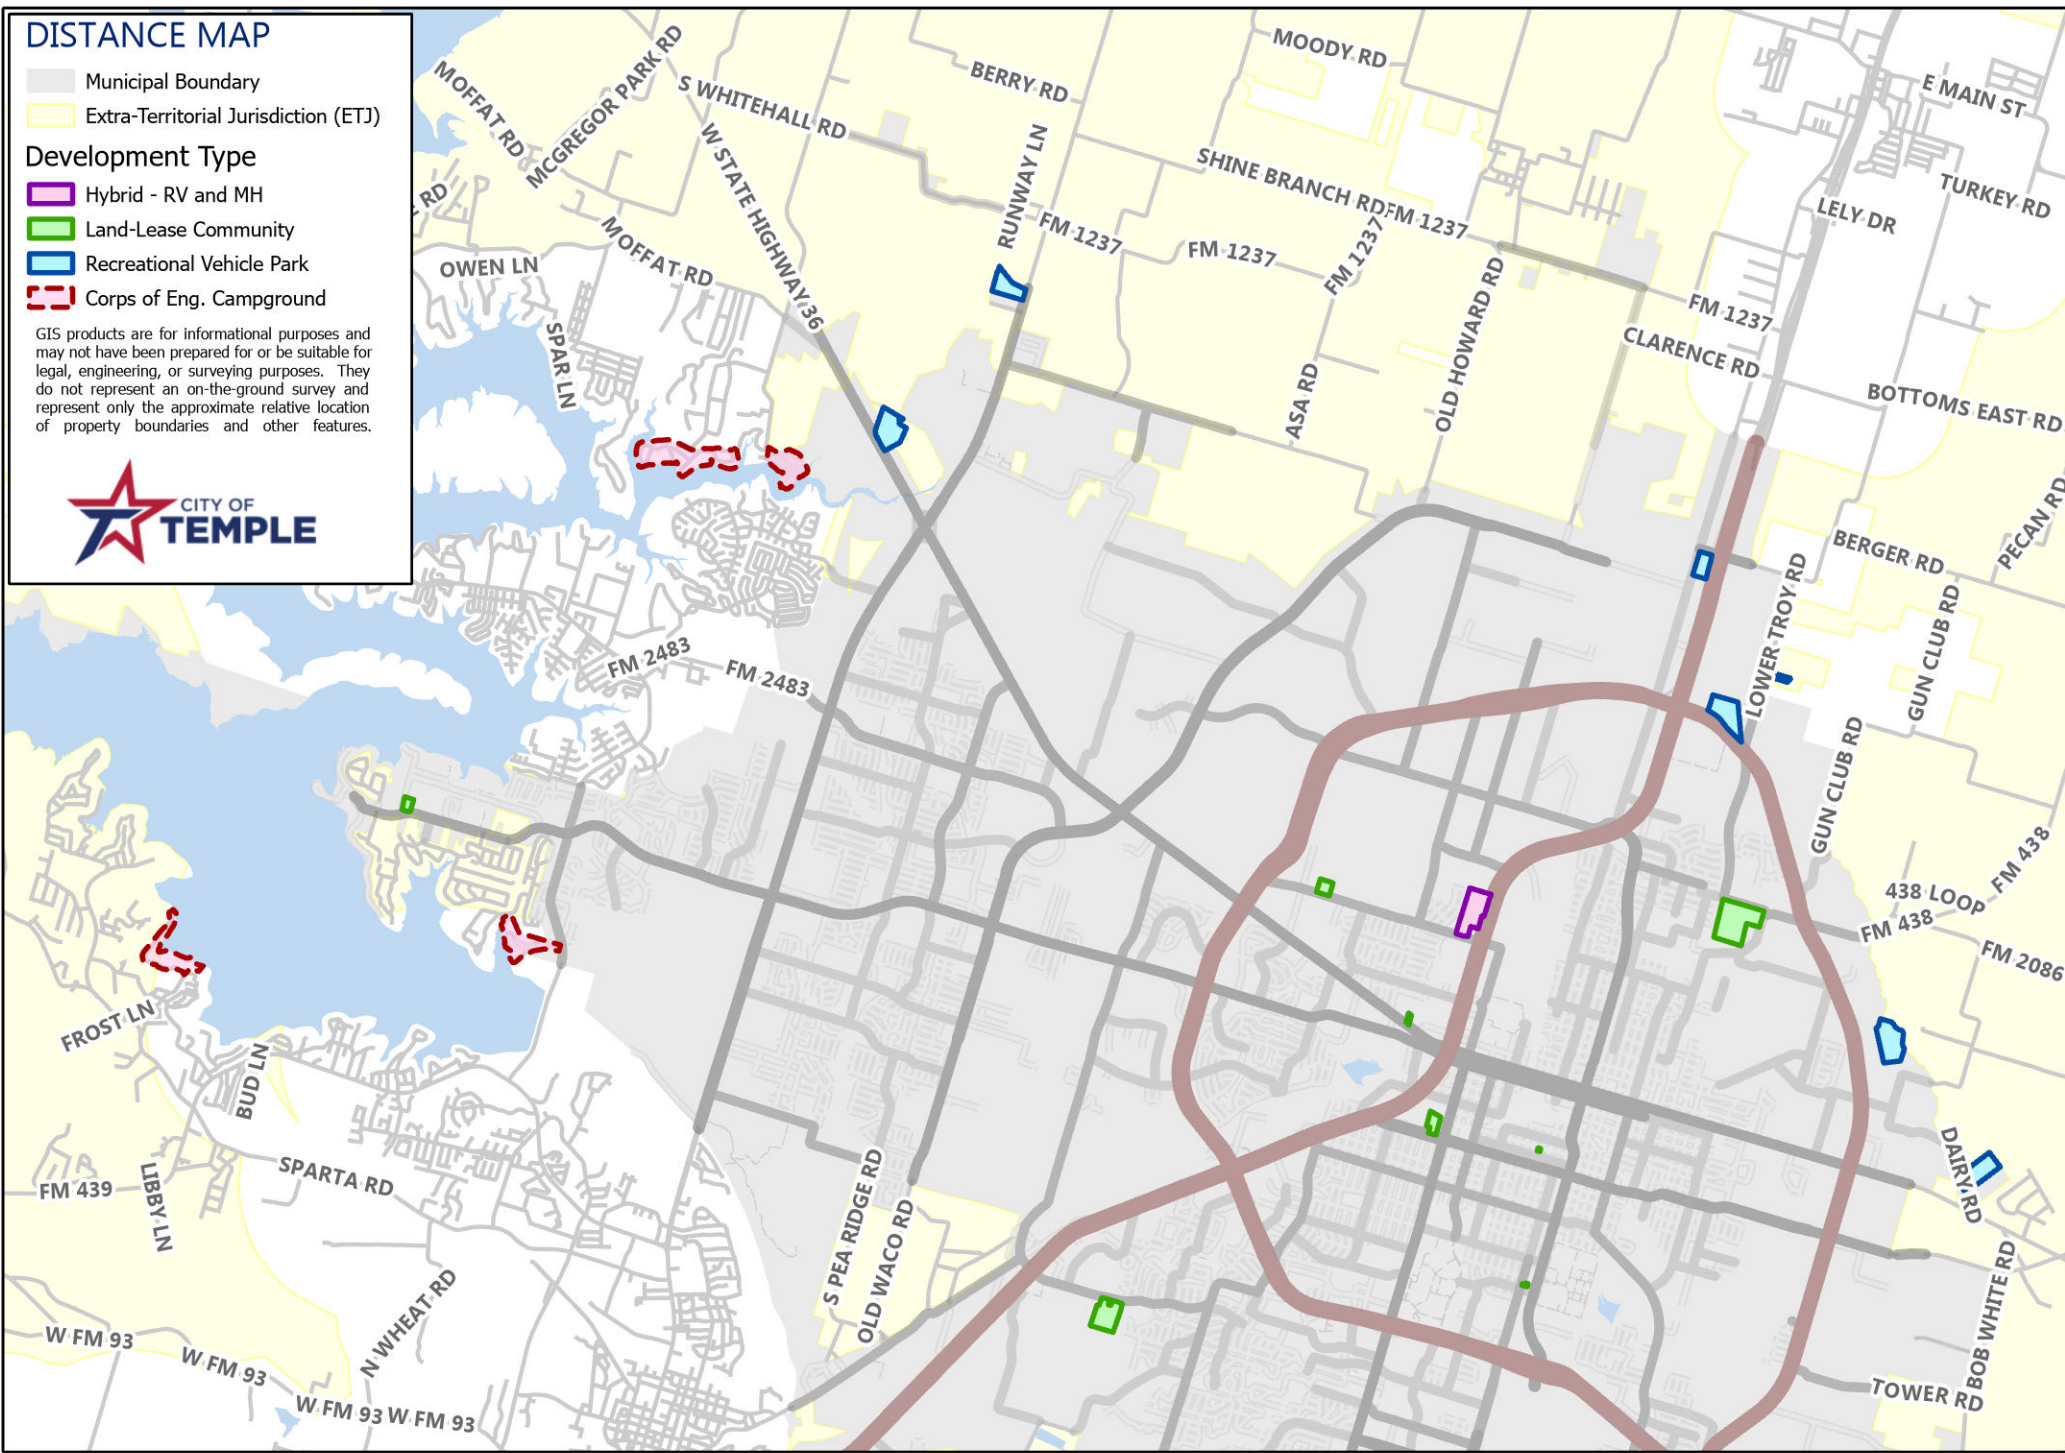 DISTANCE MAP
Municipal Boundary
Extra-Territorial Jurisdiction (ETJ)
Development Type
Hybrid - RV and MH
Land-Lease Community
Recreational Vehicle Park
Corps of Eng. Campground
GIS products are for informational purposes and
may not have been prepared for or be suitable for
legal, engineering, or surveying purposes. They
do not represent an on-the-ground survey and
represent only the approximate relative location
of property boundaries and other features.
CITY OF
TEMPLE
MOFFAT RD
MCGREGOR PARK RD
S WHITEHALL RD
W STATE HIGHWAY 36
BERRY RD
RUNWAY LN
MOODY RD
E MAIN ST
SHINE BRANCH RD
FM 1237
TURKEY RD
LELY DR
E RD
OWEN LN
MOFFAT RD
FM 1237
FM 1237
FM 1237
OLD HOWARD RD
FM 1237
CLARENCE RD
SPAR LN
ASA RD
BOTTOMS EAST RD
PECAN RD
BERGER RD
LOWER TROY RD
GUN CLUB RD
FM 2483
FM 2483
GUN CLUB RD
FM 438
438 LOOP
FM 438
FM 2086
FROST LN
BUD LN
SPARTA RD
FM 439
LIBBY LN
S PEA RIDGE RD
OLD WACO RD
DAIRY RD
BOB WHITE RD
N WHEAT RD
W FM 93
W FM 93
W FM 93
W FM 93
TOWER RD